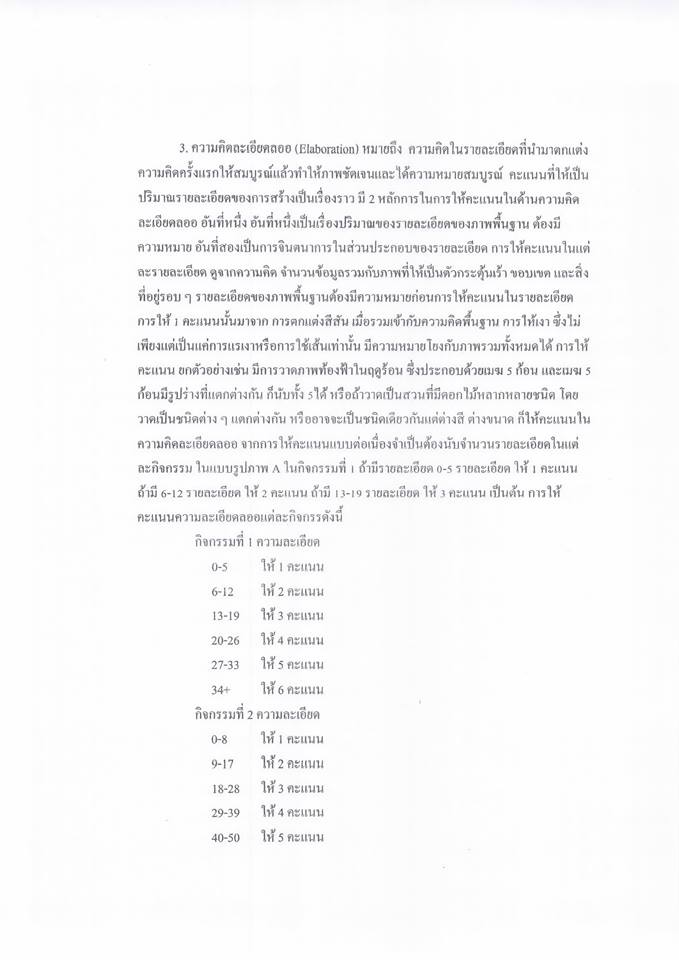 3. ความคิดละเอียดลออ (Elaboration) หมายถึง ความคิดในรายละเอียดที่นำมาตกแต่ง
ความคิดครั้งแรกให้สมบูรณ์แล้วทำให้ภาพชัดเจนและได้ความหมายสมบูรณ์ คะแนนที่ให้เป็น
ปริมาณรายละเอียดของการสร้างเป็นเรื่องราว มี 2 หลักการในการให้คะแนนในด้านความคิด
ละเอียดลออ อันที่หนึ่ง อันที่หนึ่งเป็นเรื่องปริมาณของรายละเอียดของภาพพื้นฐาน ต้องมี
ความหมาย อันที่สองเป็นการจินตนาการในส่วนประกอบของรายละเอียด การให้คะแนนในแต่
ละรายละเอียด ดูจากความคิด จำนวนข้อมูลรวมกับภาพที่ให้เป็นตัวกระตุ้นเร้า ขอบเขต และสิ่ง
ที่อยู่รอบ ๆ รายละเอียดของภาพพื้นฐานต้องมีความหมายก่อนการให้คะแนนในรายละเอียด
การให้ 1 คะแนนนั้นมาจาก การตกแต่งสีสัน เมื่อรวมเข้ากับความคิดพื้นฐาน การให้เงา ซึ่งไม่
เพียงแต่เป็นแค่การแรเงาหรือการใช้เส้นเท่านั้น มีความหมายโยงกับภาพรวมทั้งหมดได้ การให้
คะแนน ยกตัวอย่างเช่น มีการวาดภาพท้องฟ้าในฤดูร้อน ซึ่งประกอบด้วยเมฆ 5 ก้อน และเมฆ 5
ก้อนมีรูปร่างที่แตกต่างกัน ก็นับทั้ง 5ได้ หรือถ้าวาดเป็นสวนที่มีดอกไม้หลากหลายชนิด โดย
วาดเป็นชนิดต่าง ๆ แตกต่างกัน หรืออาจจะเป็นชนิดเดียวกันแต่ต่างสี ต่างขนาด ก็ให้คะแนนใน
ความคิดละเอียดลออ จากการให้คะแนนแบบต่อเนื่องจำเป็นต้องนับจำนวนรายละเอียดในแต่
ละกิจกรรม ในแบบรูปภาพ A ในกิจกรรมที่ 1 ถ้ามีรายละเอียด 0-5 รายละเอียด ให้ 1 คะแนน
ถ้ามี 6-12 รายละเอียด ให้ 2 คะแนน ถ้ามี 13-19 รายละเอียด ให้ 3 คะแนน เป็นต้น การให้
คะแนนความละเอียดลออแต่ละกิจกรรดังนี้
กิจกรรมที่ 1 ความละเอียด
0-5 ให้ 1 คะแนน
6-12 ให้ 2 คะแนน
13-19 ให้ 3 คะแนน
20-26 ให้ 4 คะแนน
27-33 ให้ 5 คะแนน
34+ ให้ 6 คะแนน
กิจกรรมที่ 2 ความละเอียด
0-8 ให้ 1 คะแนน
9-17 ให้ 2 คะแนน
18-28 ให้ 3 คะแนน
29-39 ให้ 4 คะแนน
40-50 ให้ 5 คะแนน